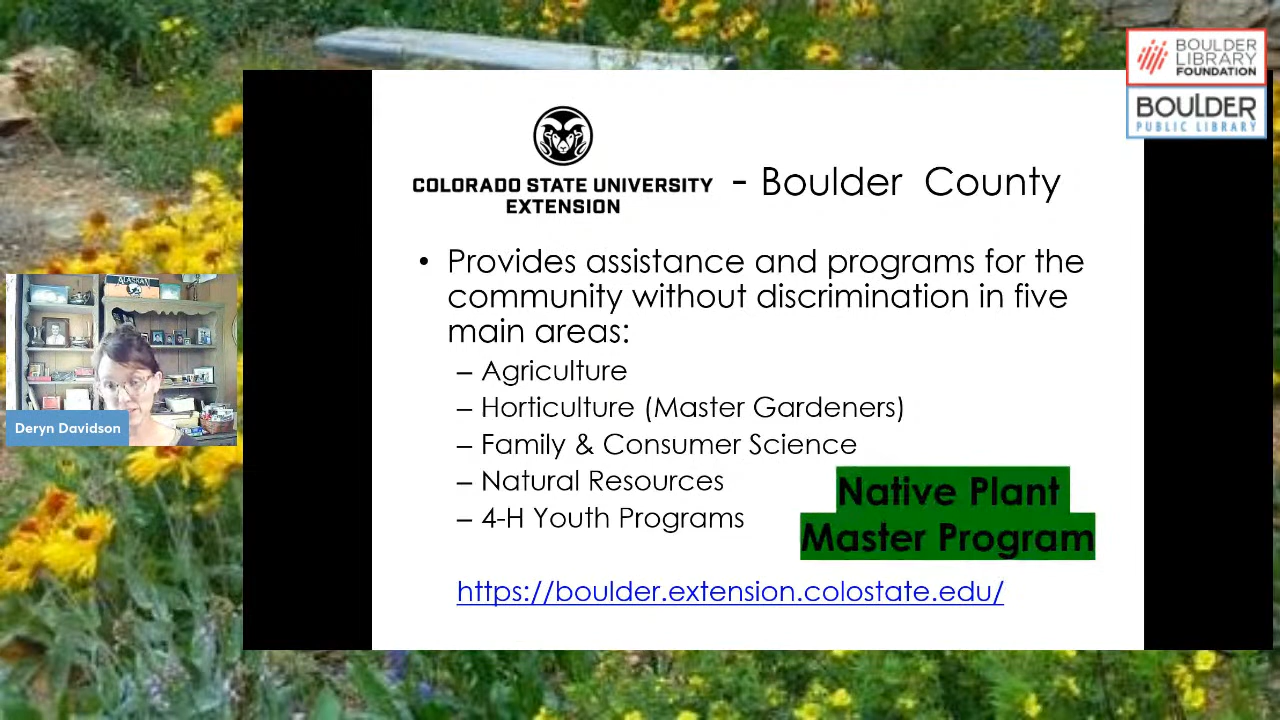 BOULDER
LIBRARY
FOUNDATION
BOULDER
PUBLIC LIBRARY
COLORADO STATE UNIVERSITY
EXTENSION
- Boulder County
• Provides assistance and programs for the
community without discrimination in five
main areas:
– Agriculture
– Horticulture (Master Gardeners)
– Family & Consumer Science
– Natural Resources
– 4-H Youth Programs
Native Plant
Master Program
https://boulder.extension.colostate.edu/
ALASKAN
Deryn Davidson